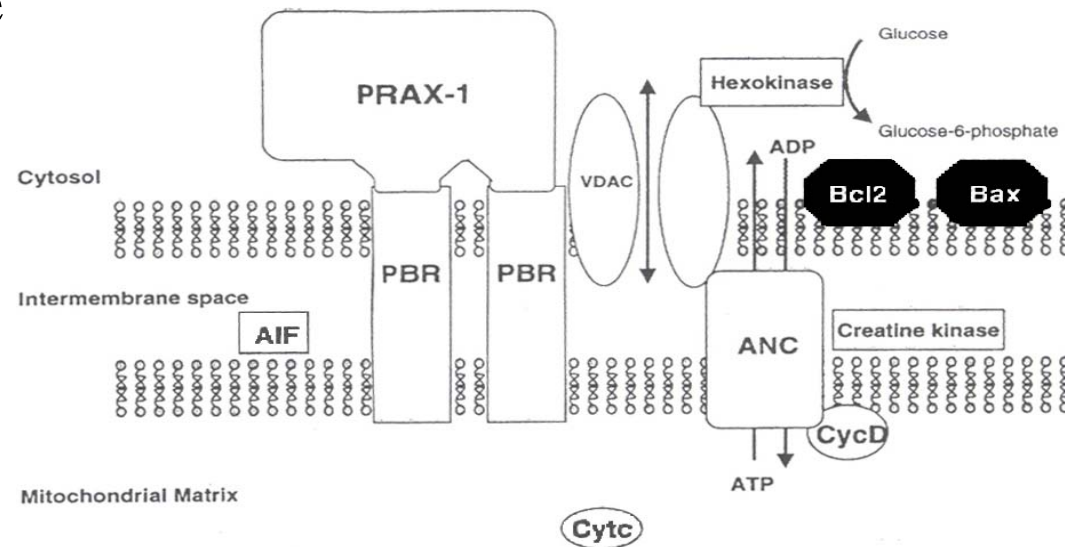 Glucose
PRAX-1
Hexokinase
Glucose-6-phosphate
ADP
Cytosol
VDAC
Bcl2
Bax
PBR
PBR
Intermembrane space
AIF
Creatine kinase
ANC
CycD
ATP
Mitochondrial Matrix
Cytc